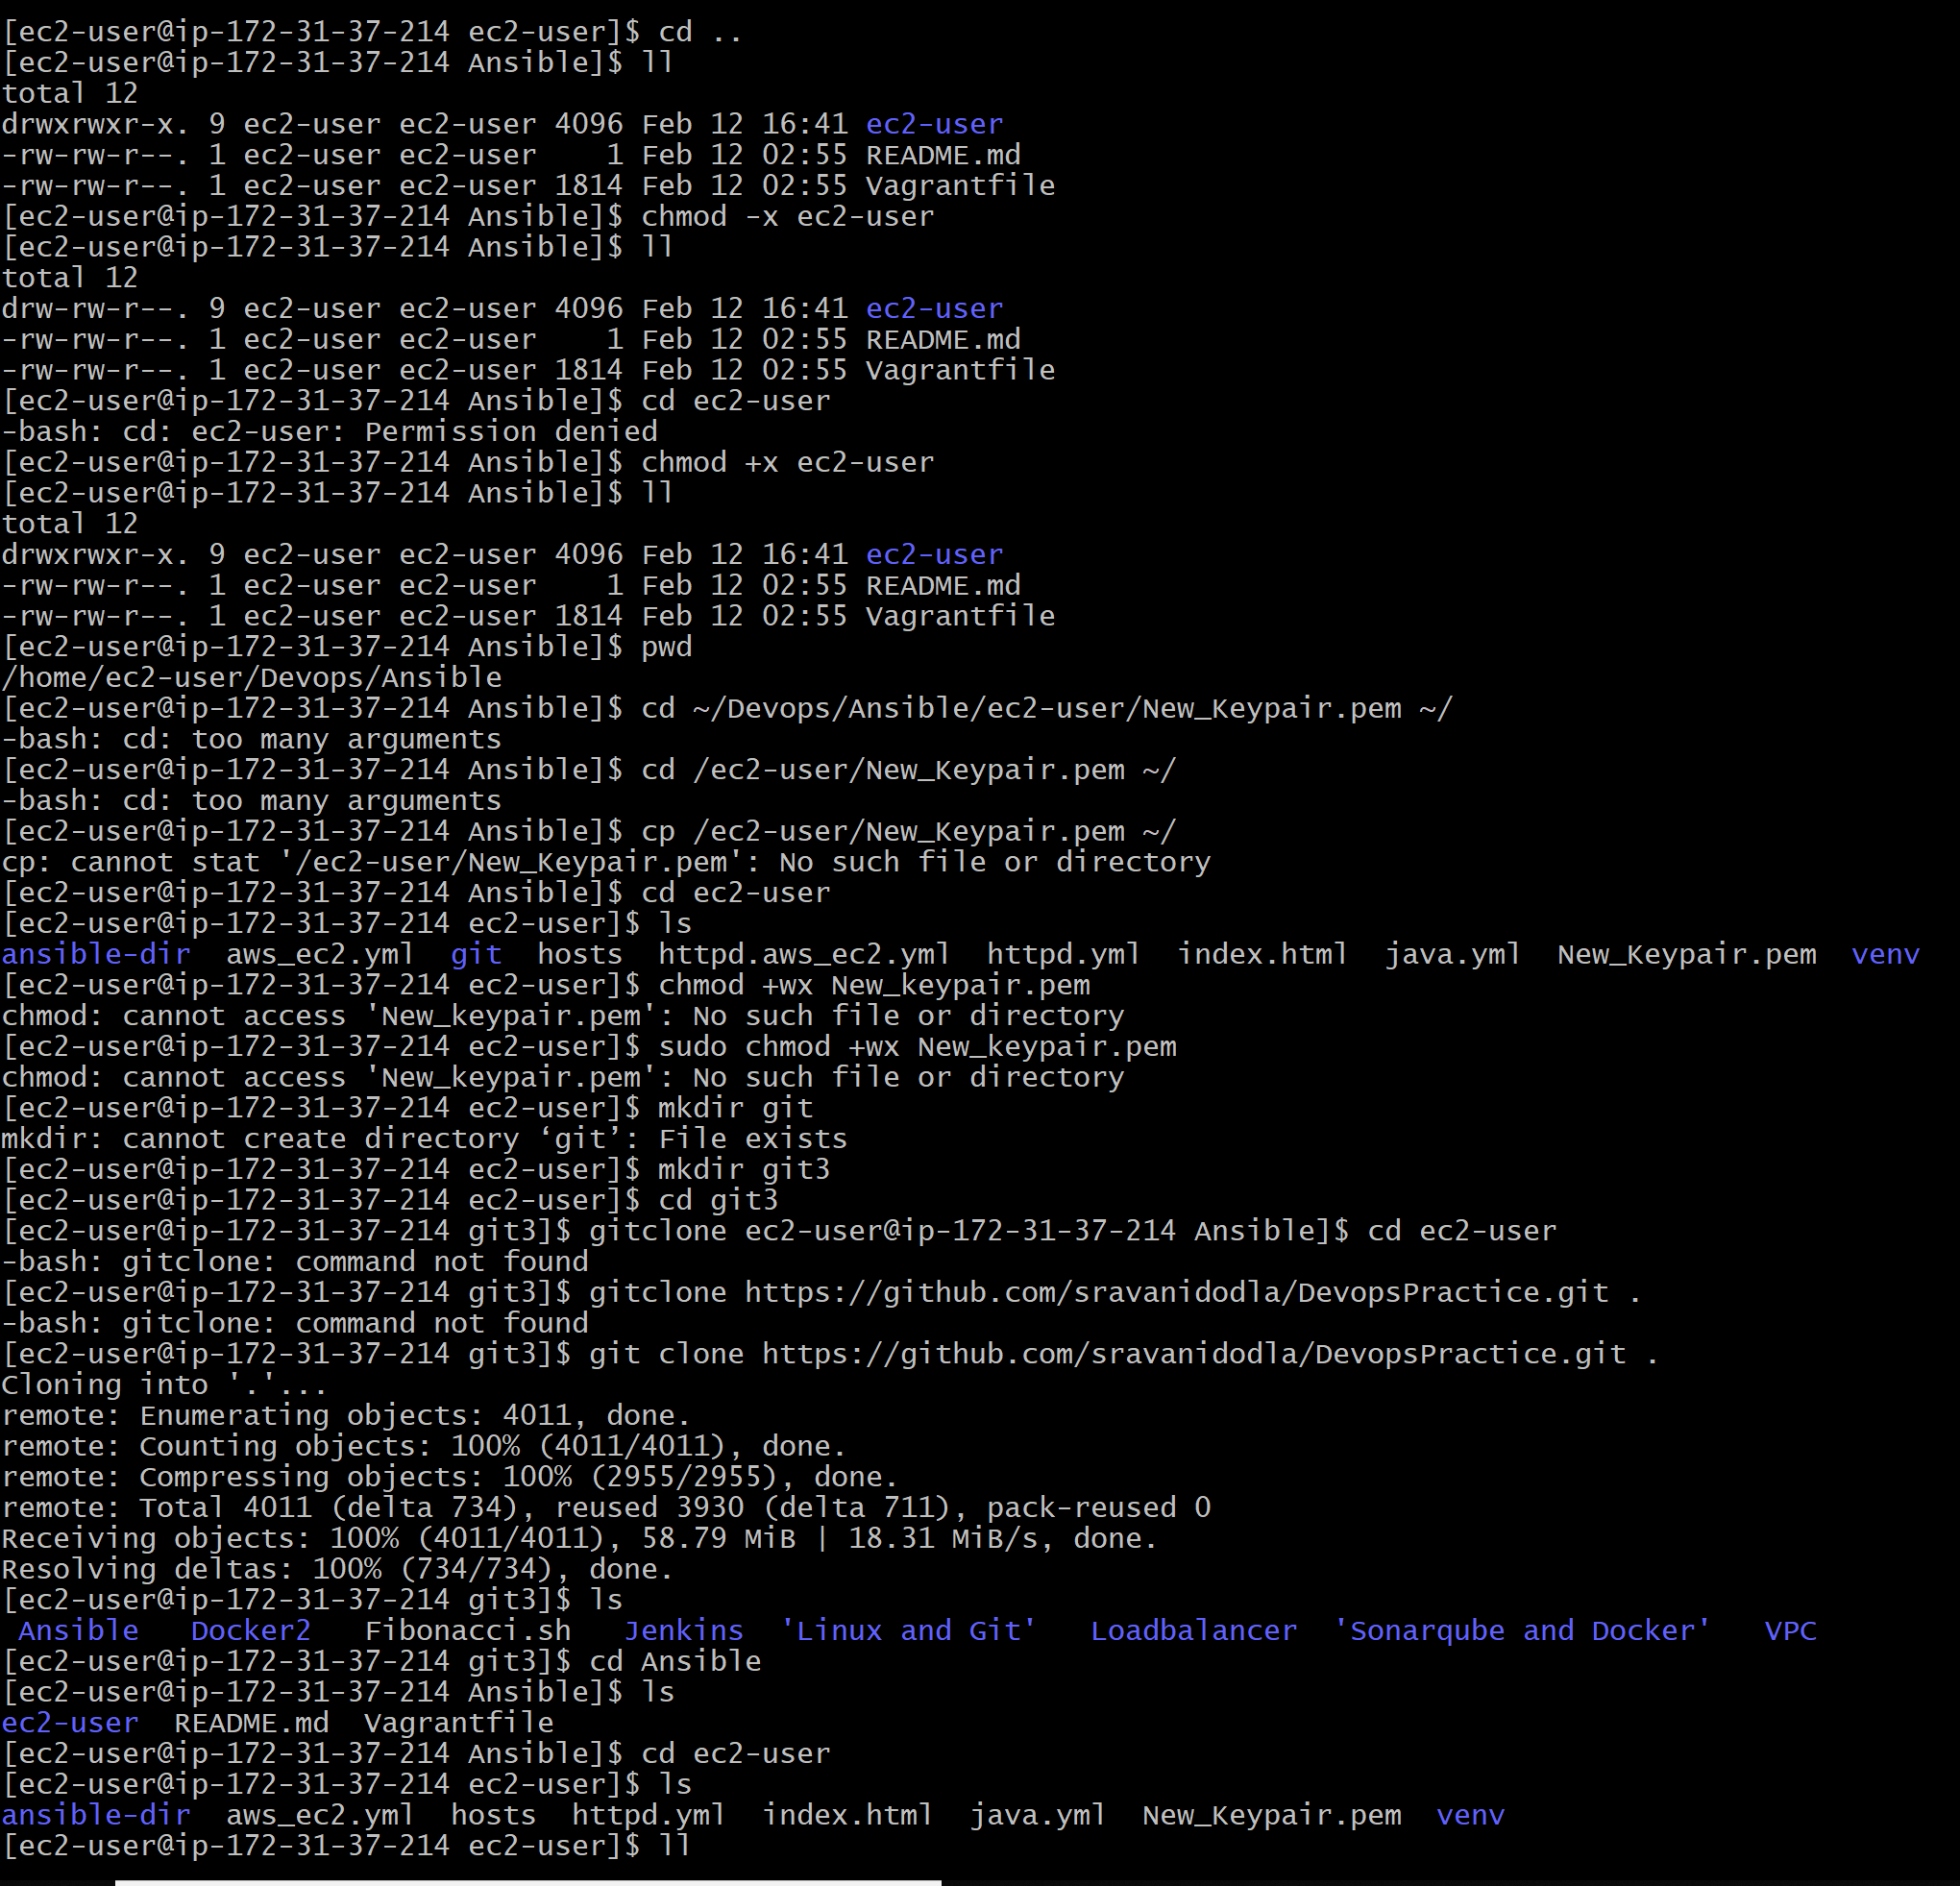 [ec2-user@ip-172-31-37-214 ec2-user]$ cd ..
[ec2-user@ip-172-31-37-214 Ansible]$ ll
total 12
drwxrwxr-x. 9 ec2-user ec2-user 4096 Feb 12 16:41 ec2-user
-rw-rw-r--. 1 ec2-user ec2-user    1 Feb 12 02:55 README.md
-rw-rw-r--. 1 ec2-user ec2-user 1814 Feb 12 02:55 Vagrantfile
[ec2-user@ip-172-31-37-214 Ansible]$ chmod -x ec2-user
[ec2-user@ip-172-31-37-214 Ansible]$ ll
total 12
drw-rw-r--. 9 ec2-user ec2-user 4096 Feb 12 16:41 ec2-user
-rw-rw-r--. 1 ec2-user ec2-user    1 Feb 12 02:55 README.md
-rw-rw-r--. 1 ec2-user ec2-user 1814 Feb 12 02:55 Vagrantfile
[ec2-user@ip-172-31-37-214 Ansible]$ cd ec2-user
-bash: cd: ec2-user: Permission denied
[ec2-user@ip-172-31-37-214 Ansible]$ chmod +x ec2-user
[ec2-user@ip-172-31-37-214 Ansible]$ ll
total 12
drwxrwxr-x. 9 ec2-user ec2-user 4096 Feb 12 16:41 ec2-user
-rw-rw-r--. 1 ec2-user ec2-user    1 Feb 12 02:55 README.md
-rw-rw-r--. 1 ec2-user ec2-user 1814 Feb 12 02:55 Vagrantfile
[ec2-user@ip-172-31-37-214 Ansible]$ pwd
/home/ec2-user/Devops/Ansible
[ec2-user@ip-172-31-37-214 Ansible]$ cd ~/Devops/Ansible/ec2-user/New_Keypair.pem ~/
-bash: cd: too many arguments
[ec2-user@ip-172-31-37-214 Ansible]$ cd /ec2-user/New_Keypair.pem ~/
-bash: cd: too many arguments
[ec2-user@ip-172-31-37-214 Ansible]$ cp /ec2-user/New_Keypair.pem ~/
cp: cannot stat '/ec2-user/New_Keypair.pem': No such file or directory
[ec2-user@ip-172-31-37-214 Ansible]$ cd ec2-user
[ec2-user@ip-172-31-37-214 ec2-user]$ ls
ansible-dir  aws_ec2.yml  git  hosts  httpd.aws_ec2.yml  httpd.yml  index.html  java.yml  New_Keypair.pem  venv
[ec2-user@ip-172-31-37-214 ec2-user]$ chmod +wx New_keypair.pem
chmod: cannot access 'New_keypair.pem': No such file or directory
[ec2-user@ip-172-31-37-214 ec2-user]$ sudo chmod +wx New_keypair.pem
chmod: cannot access 'New_keypair.pem': No such file or directory
[ec2-user@ip-172-31-37-214 ec2-user]$ mkdir git
mkdir: cannot create directory ‘git’: File exists
[ec2-user@ip-172-31-37-214 ec2-user]$ mkdir git3
[ec2-user@ip-172-31-37-214 ec2-user]$ cd git3
[ec2-user@ip-172-31-37-214 git3]$ gitclone ec2-user@ip-172-31-37-214 Ansible]$ cd ec2-user
-bash: gitclone: command not found
[ec2-user@ip-172-31-37-214 git3]$ gitclone https://github.com/sravanidodla/DevopsPractice.git .
-bash: gitclone: command not found
[ec2-user@ip-172-31-37-214 git3]$ git clone https://github.com/sravanidodla/DevopsPractice.git .
Cloning into '.'...
remote: Enumerating objects: 4011, done.
remote: Counting objects: 100% (4011/4011), done.
remote: Compressing objects: 100% (2955/2955), done.
remote: Total 4011 (delta 734), reused 3930 (delta 711), pack-reused 0
Receiving objects: 100% (4011/4011), 58.79 MiB | 18.31 MiB/s, done.
Resolving deltas: 100% (734/734), done.
[ec2-user@ip-172-31-37-214 git3]$ ls
 Ansible   Docker2   Fibonacci.sh   Jenkins  'Linux and Git'   Loadbalancer  'Sonarqube and Docker'   VPC
[ec2-user@ip-172-31-37-214 git3]$ cd Ansible
[ec2-user@ip-172-31-37-214 Ansible]$ ls
ec2-user  README.md  Vagrantfile
[ec2-user@ip-172-31-37-214 Ansible]$ cd ec2-user
[ec2-user@ip-172-31-37-214 ec2-user]$ ls
ansible-dir  aws_ec2.yml  hosts  httpd.yml  index.html  java.yml  New_Keypair.pem  venv
[ec2-user@ip-172-31-37-214 ec2-user]$ ll